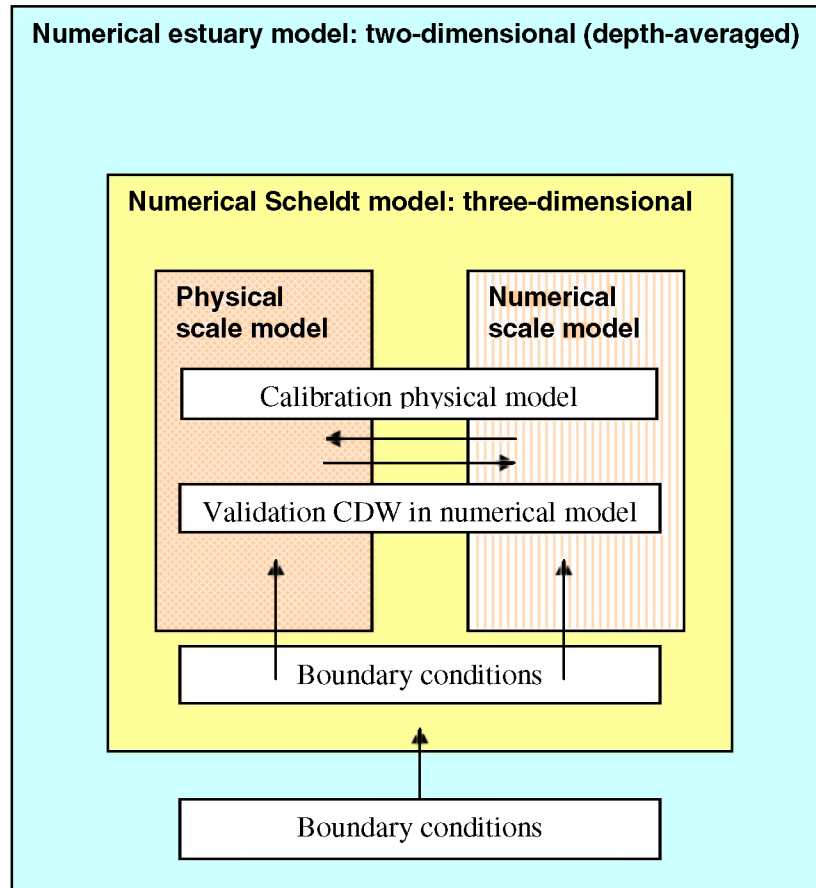 Numerical estuary model: two-dimensional (depth-averaged)
Numerical Scheldt model: three-dimensional
Physical
scale model
Numerical
scale model
Calibration physical model
Validation CDW in numerical model
Boundary conditions
Boundary conditions